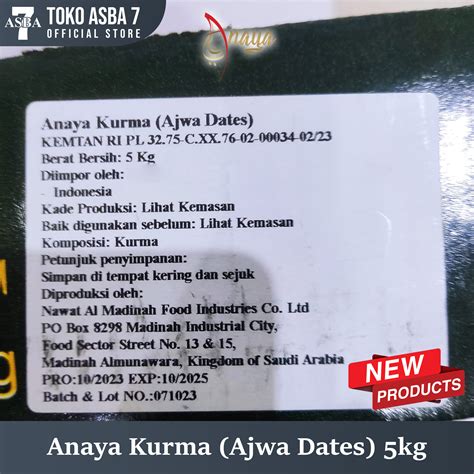 7
ASBA
TOKO ASBA 7
OFFICIAL STORE
Anaya
Anaya Kurma (Ajwa Dates)
KEMTAN RI PL 32.75-C.XX.76-02-00034-02/23
Berat Bersih: 5 Kg
Diimpor oleh:
- Indonesia
Kade Produksi: Lihat Kemasan
Baik digunakan sebelum: Lihat Kemasan
Komposisi: Kurma
Petunjuk penyimpanan:
Simpan di tempat kering dan sejuk
Diproduksi oleh:
Nawat Al Madinah Food Industries Co. Ltd
PO Box 8298 Madinah Industrial City,
Food Sector Street No. 13 & 15,
Madinah Almunawara, Kingdom of Saudi Arabia
PRO:10/2023 EXP:10/2025
Batch & Lot NO.:071023
NEW
PRODUCTS
Anaya Kurma (Ajwa Dates) 5kg